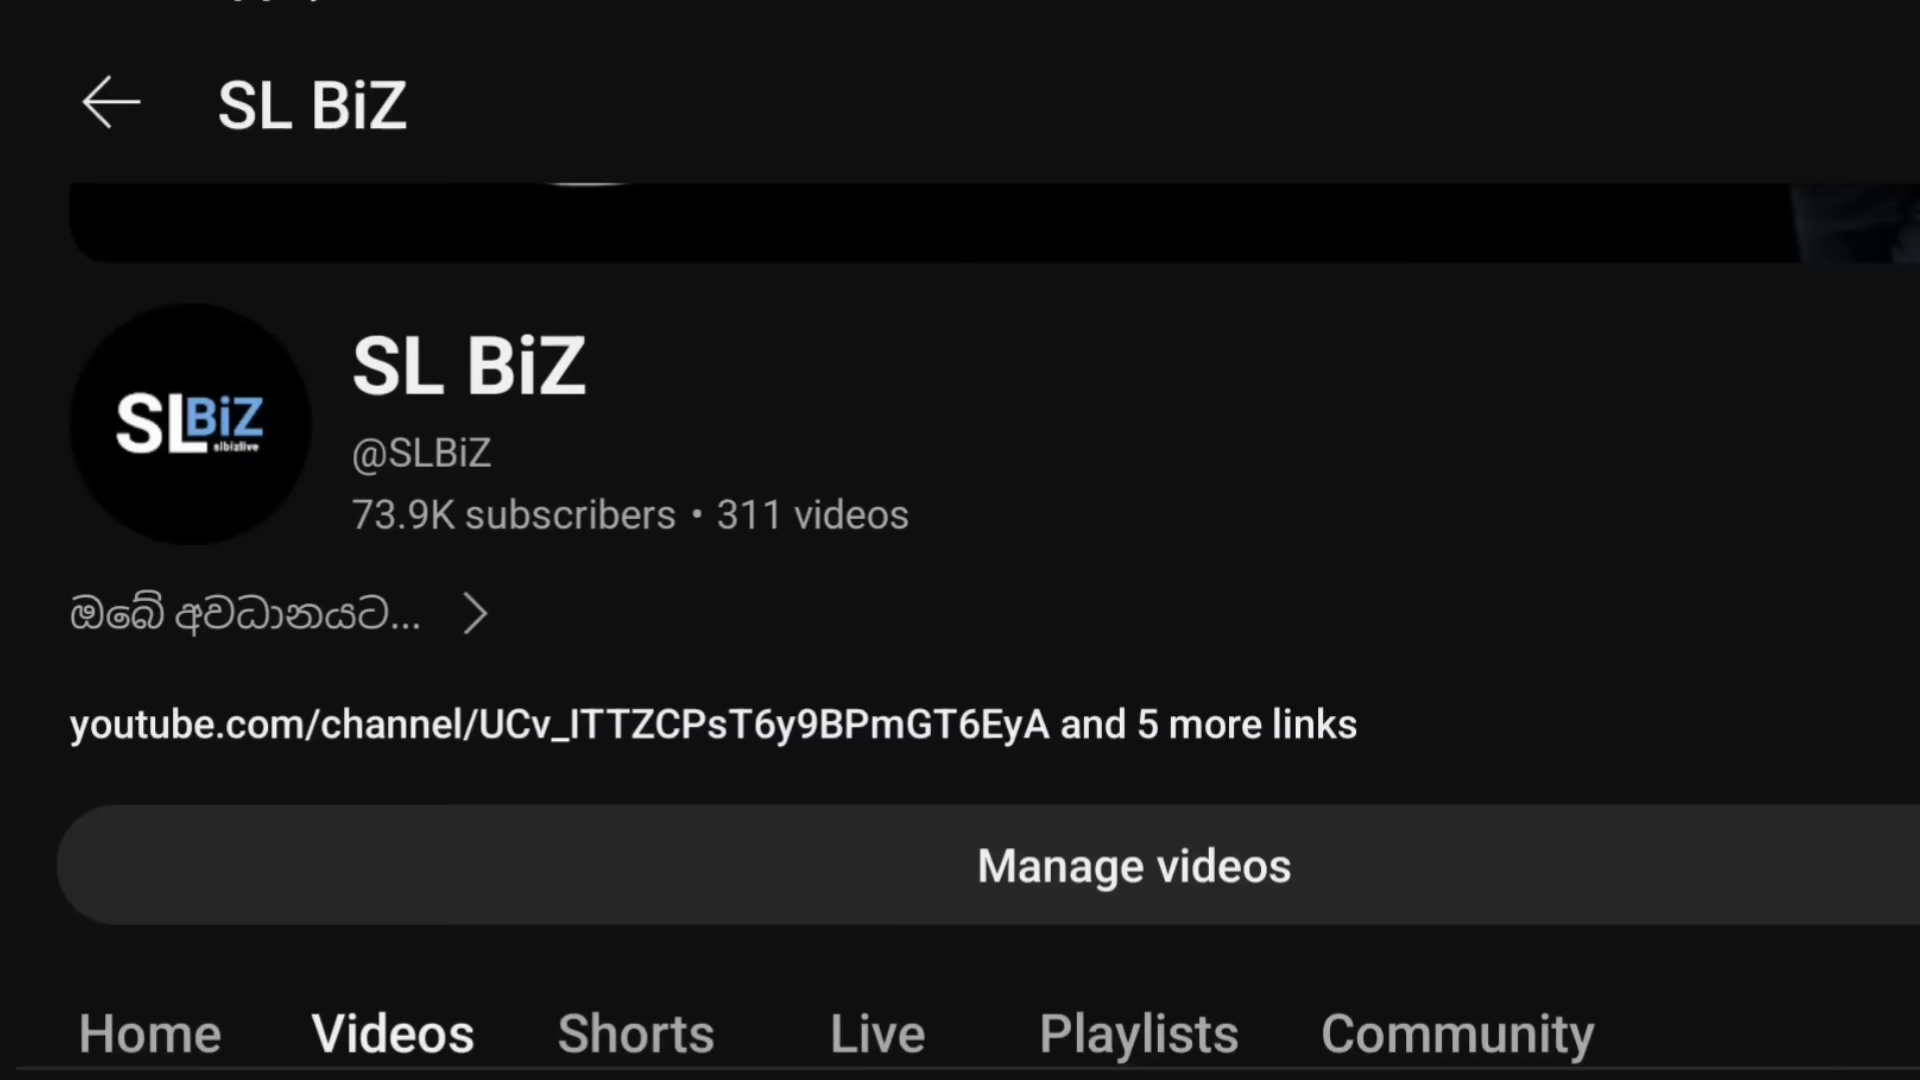 SL BiZ
SLBiZ
slbizlive
SL BiZ
@SLBiZ
73.9K subscribers • 311 videos
ඔබේ අවධානයට...
youtube.com/channel/UCv_ITTZCPsT6y9BPmGT6EyA and 5 more links
Manage videos
Home Videos Shorts Live Playlists Community